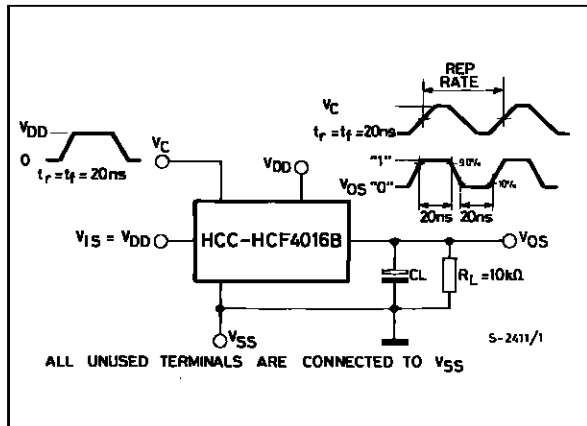 REP
RATE
VC
tr = tf = 20ns
VDD
0
tr = tf = 20ns
VC
VDD
"1"
90%
VOS "0"
10%
20ns 20ns
VIS = VDD
HCC-HCF4016B
VOS
CL
RL = 10kΩ
VSS
S-2411/1
ALL UNUSED TERMINALS ARE CONNECTED TO VSS